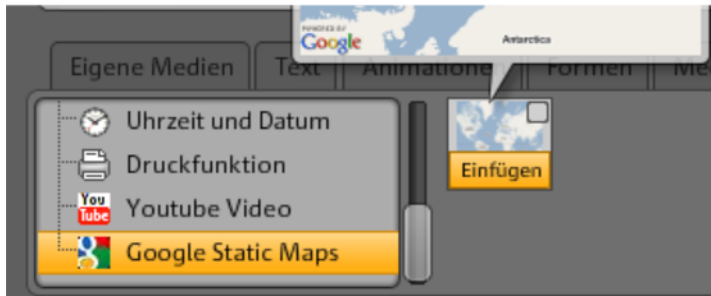 POWERED BY
Google
Antarctica
Eigene Medien
Text
Animationen
Formen
Uhrzeit und Datum
Druckfunktion
You
Tube
Youtube Video
Google Static Maps
Einfügen